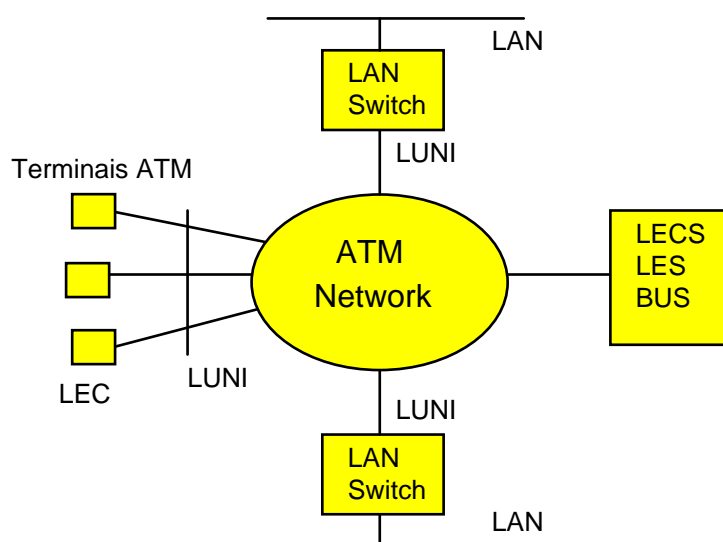 LAN
LAN
Switch
LUNI
Terminais ATM
ATM
Network
LECS
LES
BUS
LUNI
LEC
LUNI
LAN
Switch
LAN